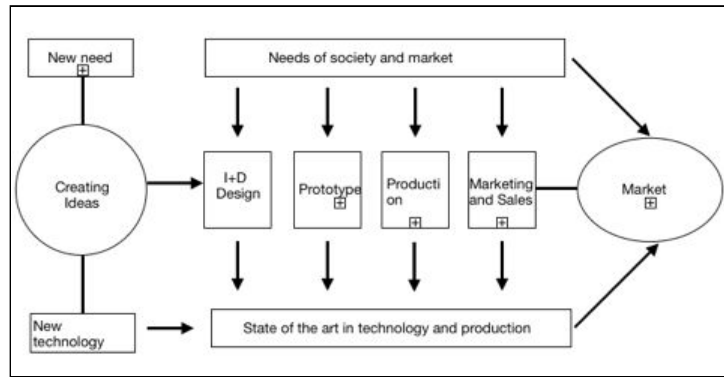 New need
Needs of society and market
Creating
Ideas
I+D
Design
Prototype
Producti
on
Marketing
and Sales
Market
New
technology
State of the art in technology and production